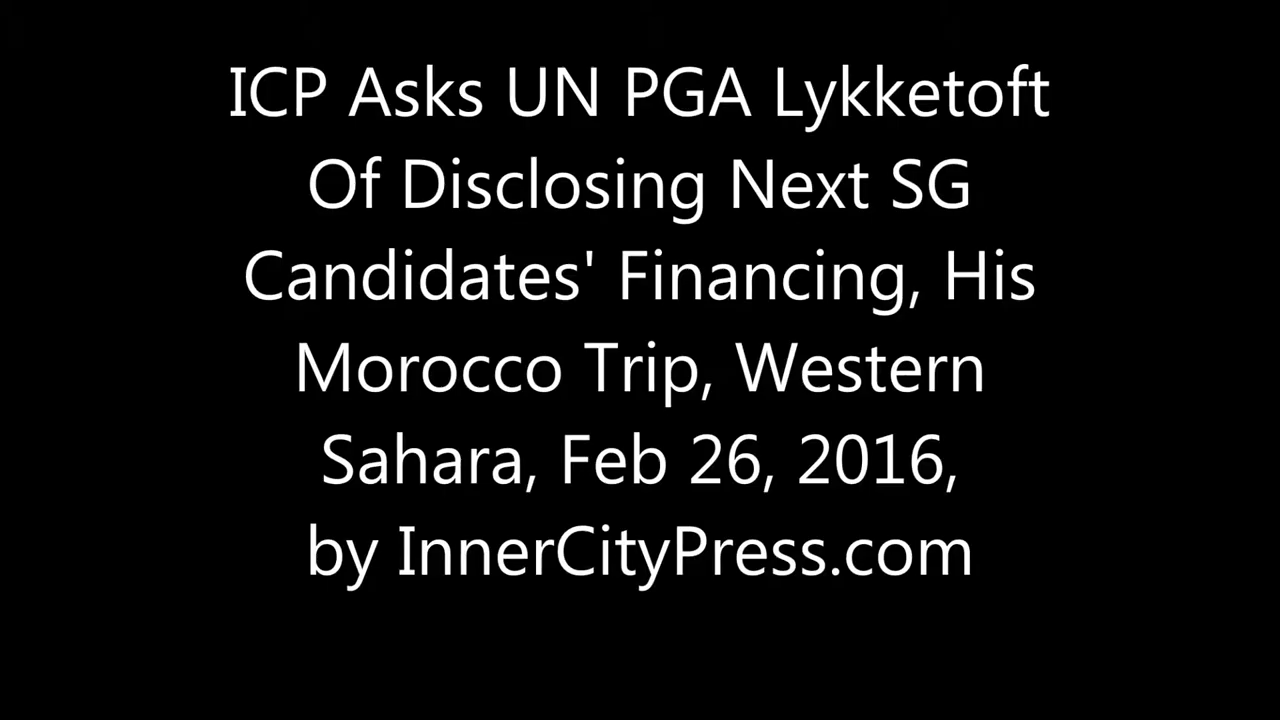 ICP Asks UN PGA Lykketoft
Of Disclosing Next SG
Candidates' Financing, His
Morocco Trip, Western
Sahara, Feb 26, 2016,
by InnerCityPress.com